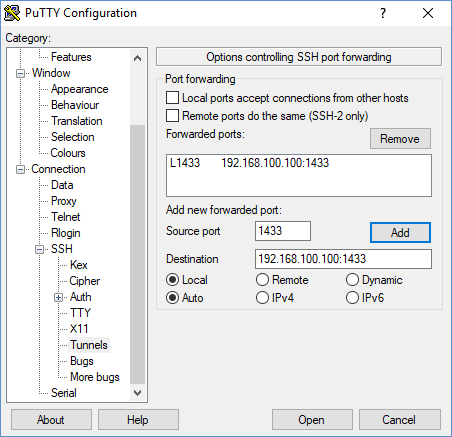 PuTTY Configuration
?
Category:
Features
Window
Appearance
Behaviour
Translation
Selection
Colours
Connection
Data
Proxy
Telnet
Rlogin
SSH
Kex
Cipher
Auth
TTY
X11
Tunnels
Bugs
More bugs
Serial
Options controlling SSH port forwarding
Port forwarding
Local ports accept connections from other hosts
Remote ports do the same (SSH-2 only)
Forwarded ports:
Remove
L1433 192.168.100.100:1433
Add new forwarded port:
Source port 1433 Add
Destination 192.168.100.100:1433
Local Remote Dynamic
Auto IPv4 IPv6
About Help Open Cancel